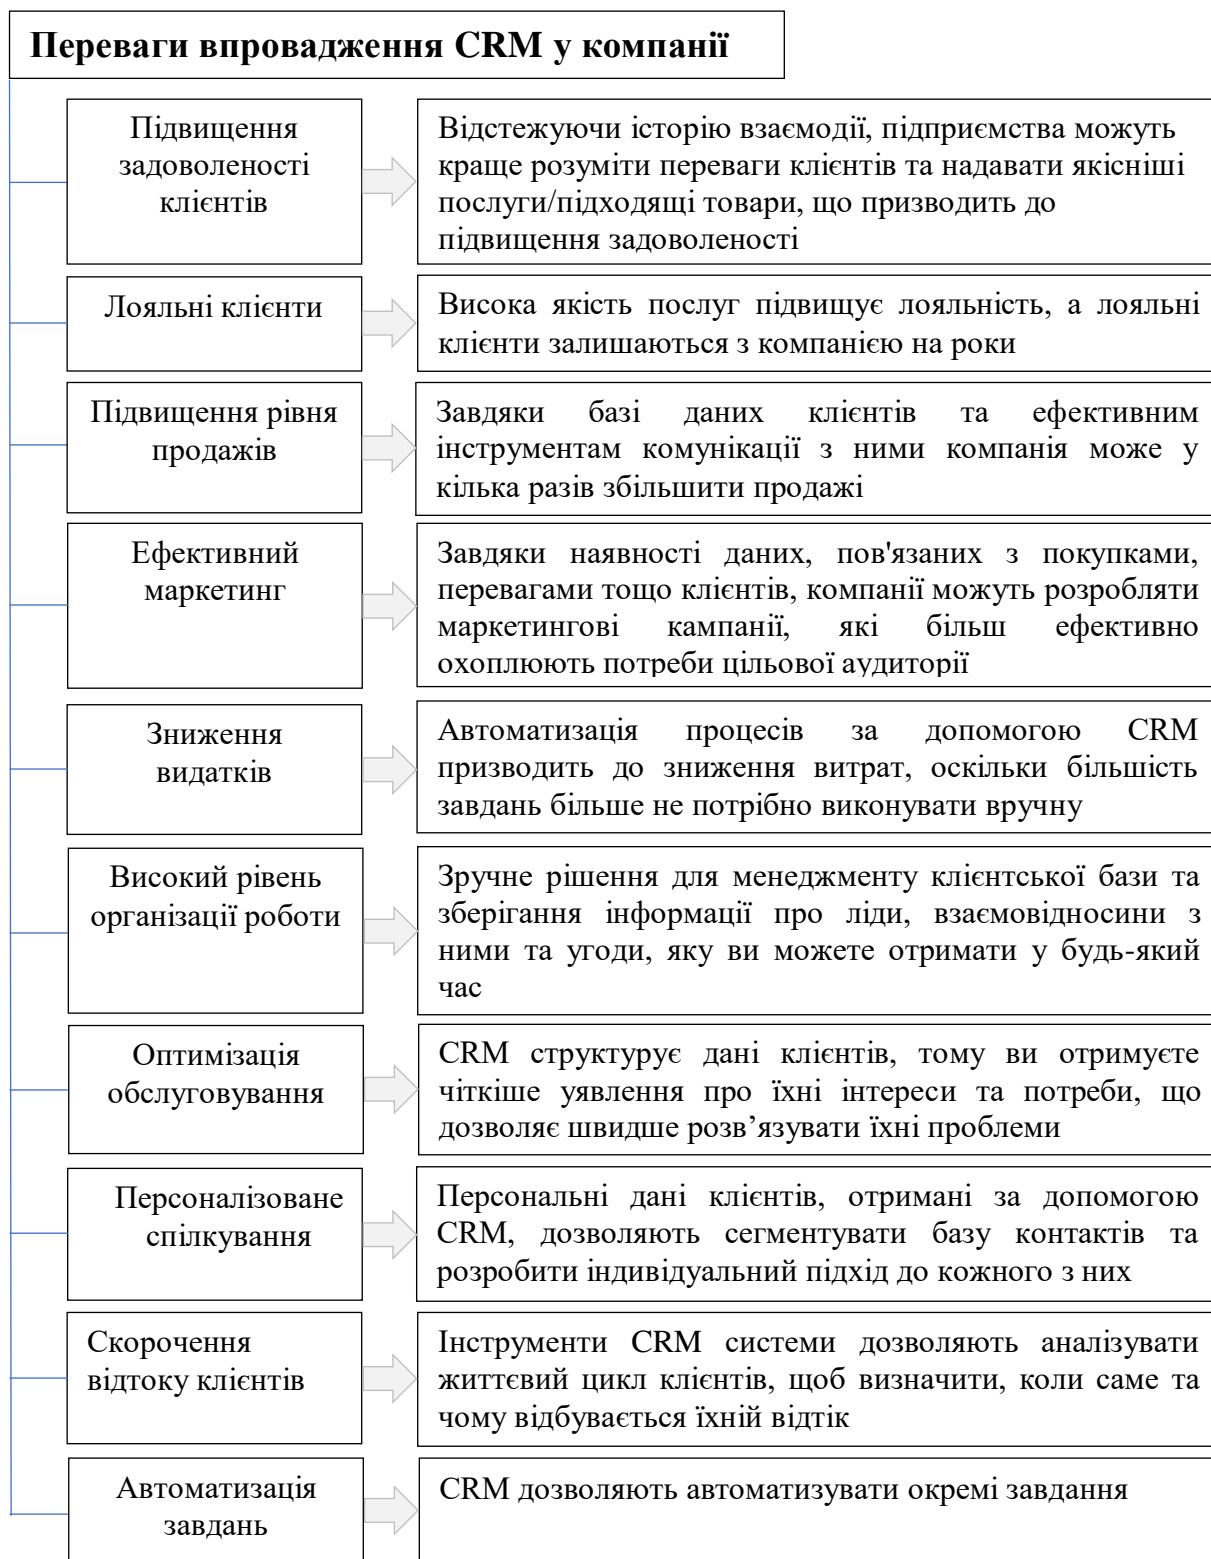 Переваги впровадження CRM у компанії
Підвищення
задоволеності
клієнтів
Відстежуючи історію взаємодії, підприємства можуть
краще розуміти переваги клієнтів та надавати якісніші
послуги/підходящі товари, що призводить до
підвищення задоволеності
Лояльні клієнти
Висока якість послуг підвищує лояльність, а лояльні
клієнти залишаються з компанією на роки
Підвищення рівня
продажів
Завдяки базі даних клієнтів та ефективним
інструментам комунікації з ними компанія може у
кілька разів збільшити продажі
Ефективний
маркетинг
Завдяки наявності даних, пов'язаних з покупками,
перевагами тощо клієнтів, компанії можуть розробляти
маркетингові кампанії, які більш ефективно
охоплюють потреби цільової аудиторії
Зниження
видатків
Автоматизація процесів за допомогою CRM
призводить до зниження витрат, оскільки більшість
завдань більше не потрібно виконувати вручну
Високий рівень
організації роботи
Зручне рішення для менеджменту клієнтської бази та
зберігання інформації про ліди, взаємовідносини з
ними та угоди, яку ви можете отримати у будь-який
час
Оптимізація
обслуговування
CRM структурує дані клієнтів, тому ви отримуєте
чіткіше уявлення про їхні інтереси та потреби, що
дозволяє швидше розв’язувати їхні проблеми
Персоналізоване
спілкування
Персональні дані клієнтів, отримані за допомогою
CRM, дозволяють сегментувати базу контактів та
розробити індивідуальний підхід до кожного з них
Скорочення
відтоку клієнтів
Інструменти CRM системи дозволяють аналізувати
життєвий цикл клієнтів, щоб визначити, коли саме та
чому відбувається їхній відтік
Автоматизація
завдань
CRM дозволяють автоматизувати окремі завдання